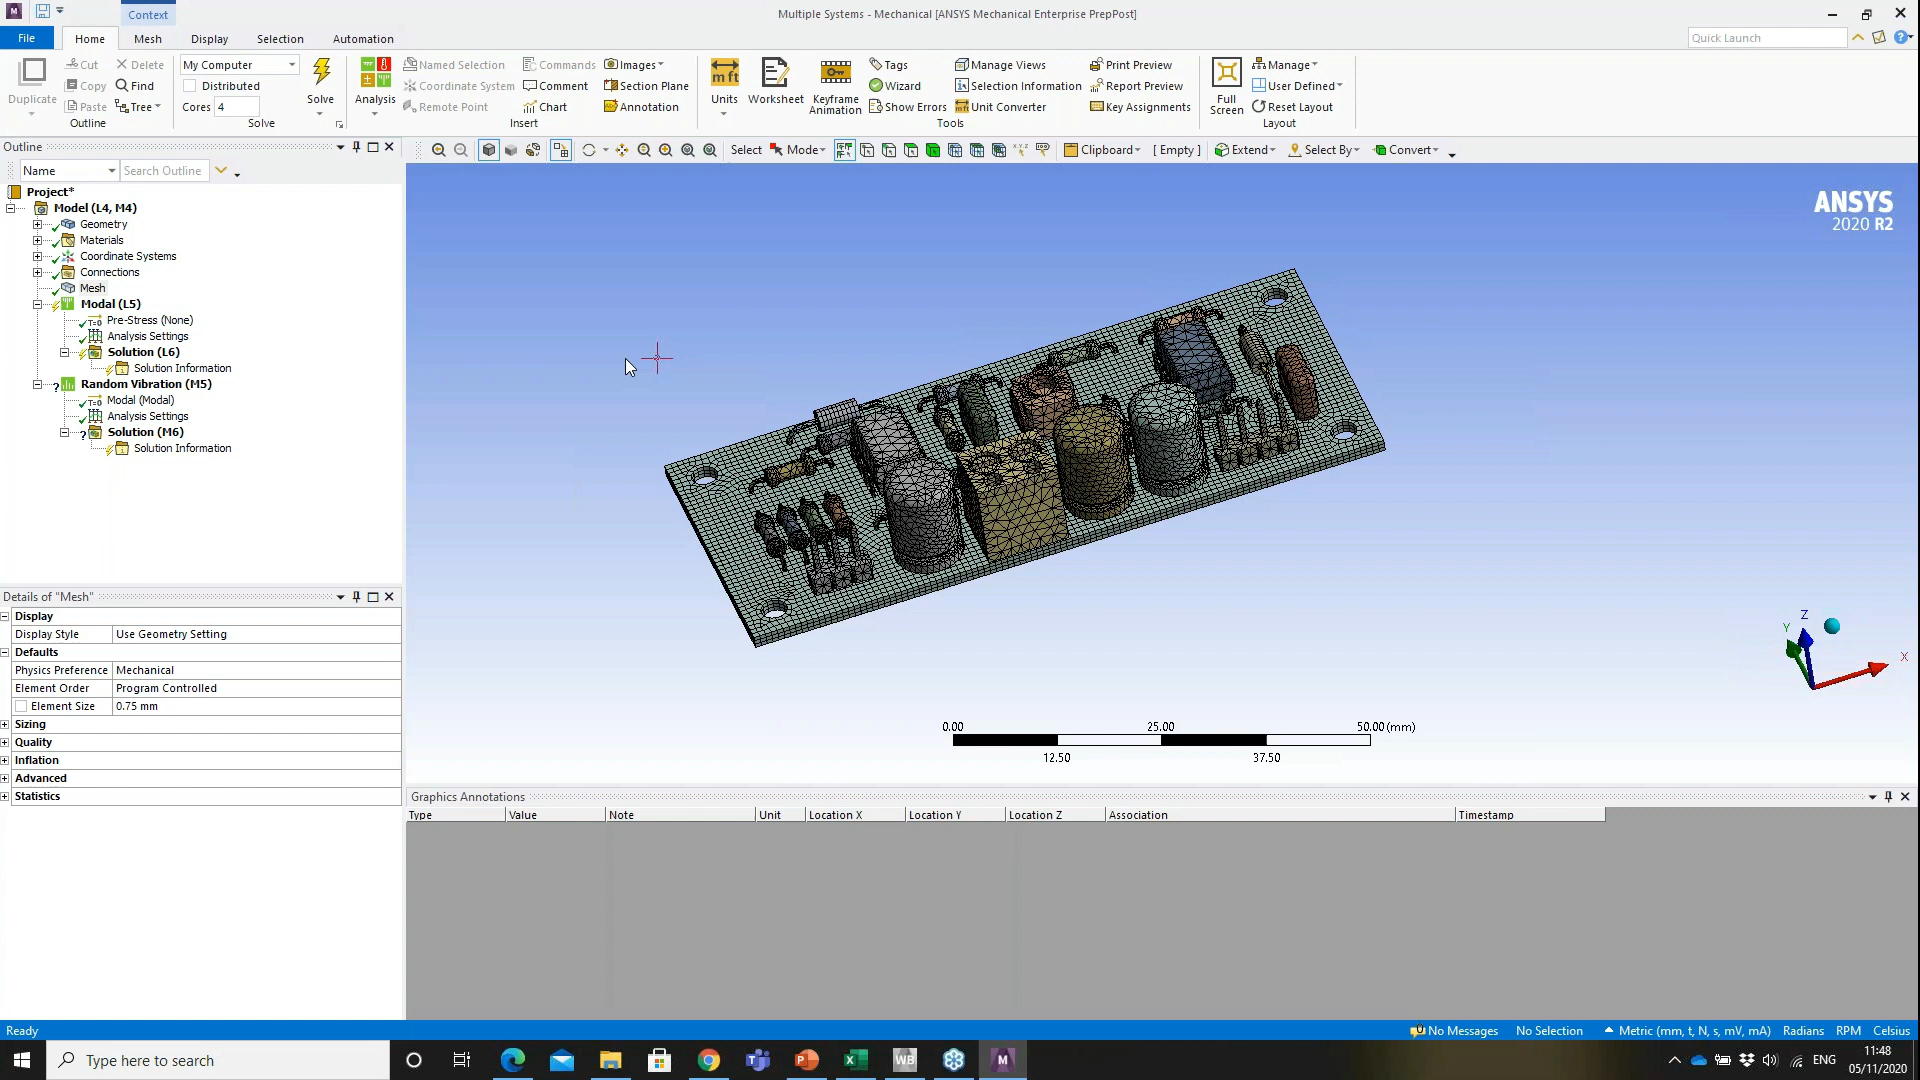 M
Context
Multiple Systems - Mechanical [ANSYS Mechanical Enterprise PrepPost]
File
Home
Mesh
Display
Selection
Automation
Quick Launch
Duplicate
Cut
Delete
Copy
Find
Paste
Tree
Outline
My Computer
Distributed
Cores 4
Solve
Solve
Analysis
Named Selection
Coordinate System
Remote Point
Commands
Comment
Chart
Images
Section Plane
Annotation
Insert
Units
Worksheet
Keyframe
Animation
Tags
Wizard
Show Errors
Manage Views
Selection Information
Unit Converter
Print Preview
Report Preview
Key Assignments
Tools
Full
Screen
Manage
User Defined
Reset Layout
Layout
Outline
Name
Search Outline
Select
Mode
Clipboard
[ Empty ]
Extend
Select By
Convert
Project*
Model (L4, M4)
Geometry
Materials
Coordinate Systems
Connections
Mesh
Modal (L5)
Pre-Stress (None)
Analysis Settings
Solution (L6)
Solution Information
Random Vibration (M5)
Modal (Modal)
Analysis Settings
Solution (M6)
Solution Information
ANSYS
2020 R2
Z
Y
X
0.00
25.00
50.00 (mm)
12.50
37.50
Details of "Mesh"
Display
Display Style
Use Geometry Setting
Defaults
Physics Preference
Mechanical
Element Order
Program Controlled
Element Size
0.75 mm
Sizing
Quality
Inflation
Advanced
Statistics
Graphics Annotations
Type
Value
Note
Unit
Location X
Location Y
Location Z
Association
Timestamp
Ready
0
No Messages
No Selection
Metric (mm, t, N, s, mV, mA)
Radians
RPM
Celsius
Type here to search
WB
M
ENG
11:48
05/11/2020